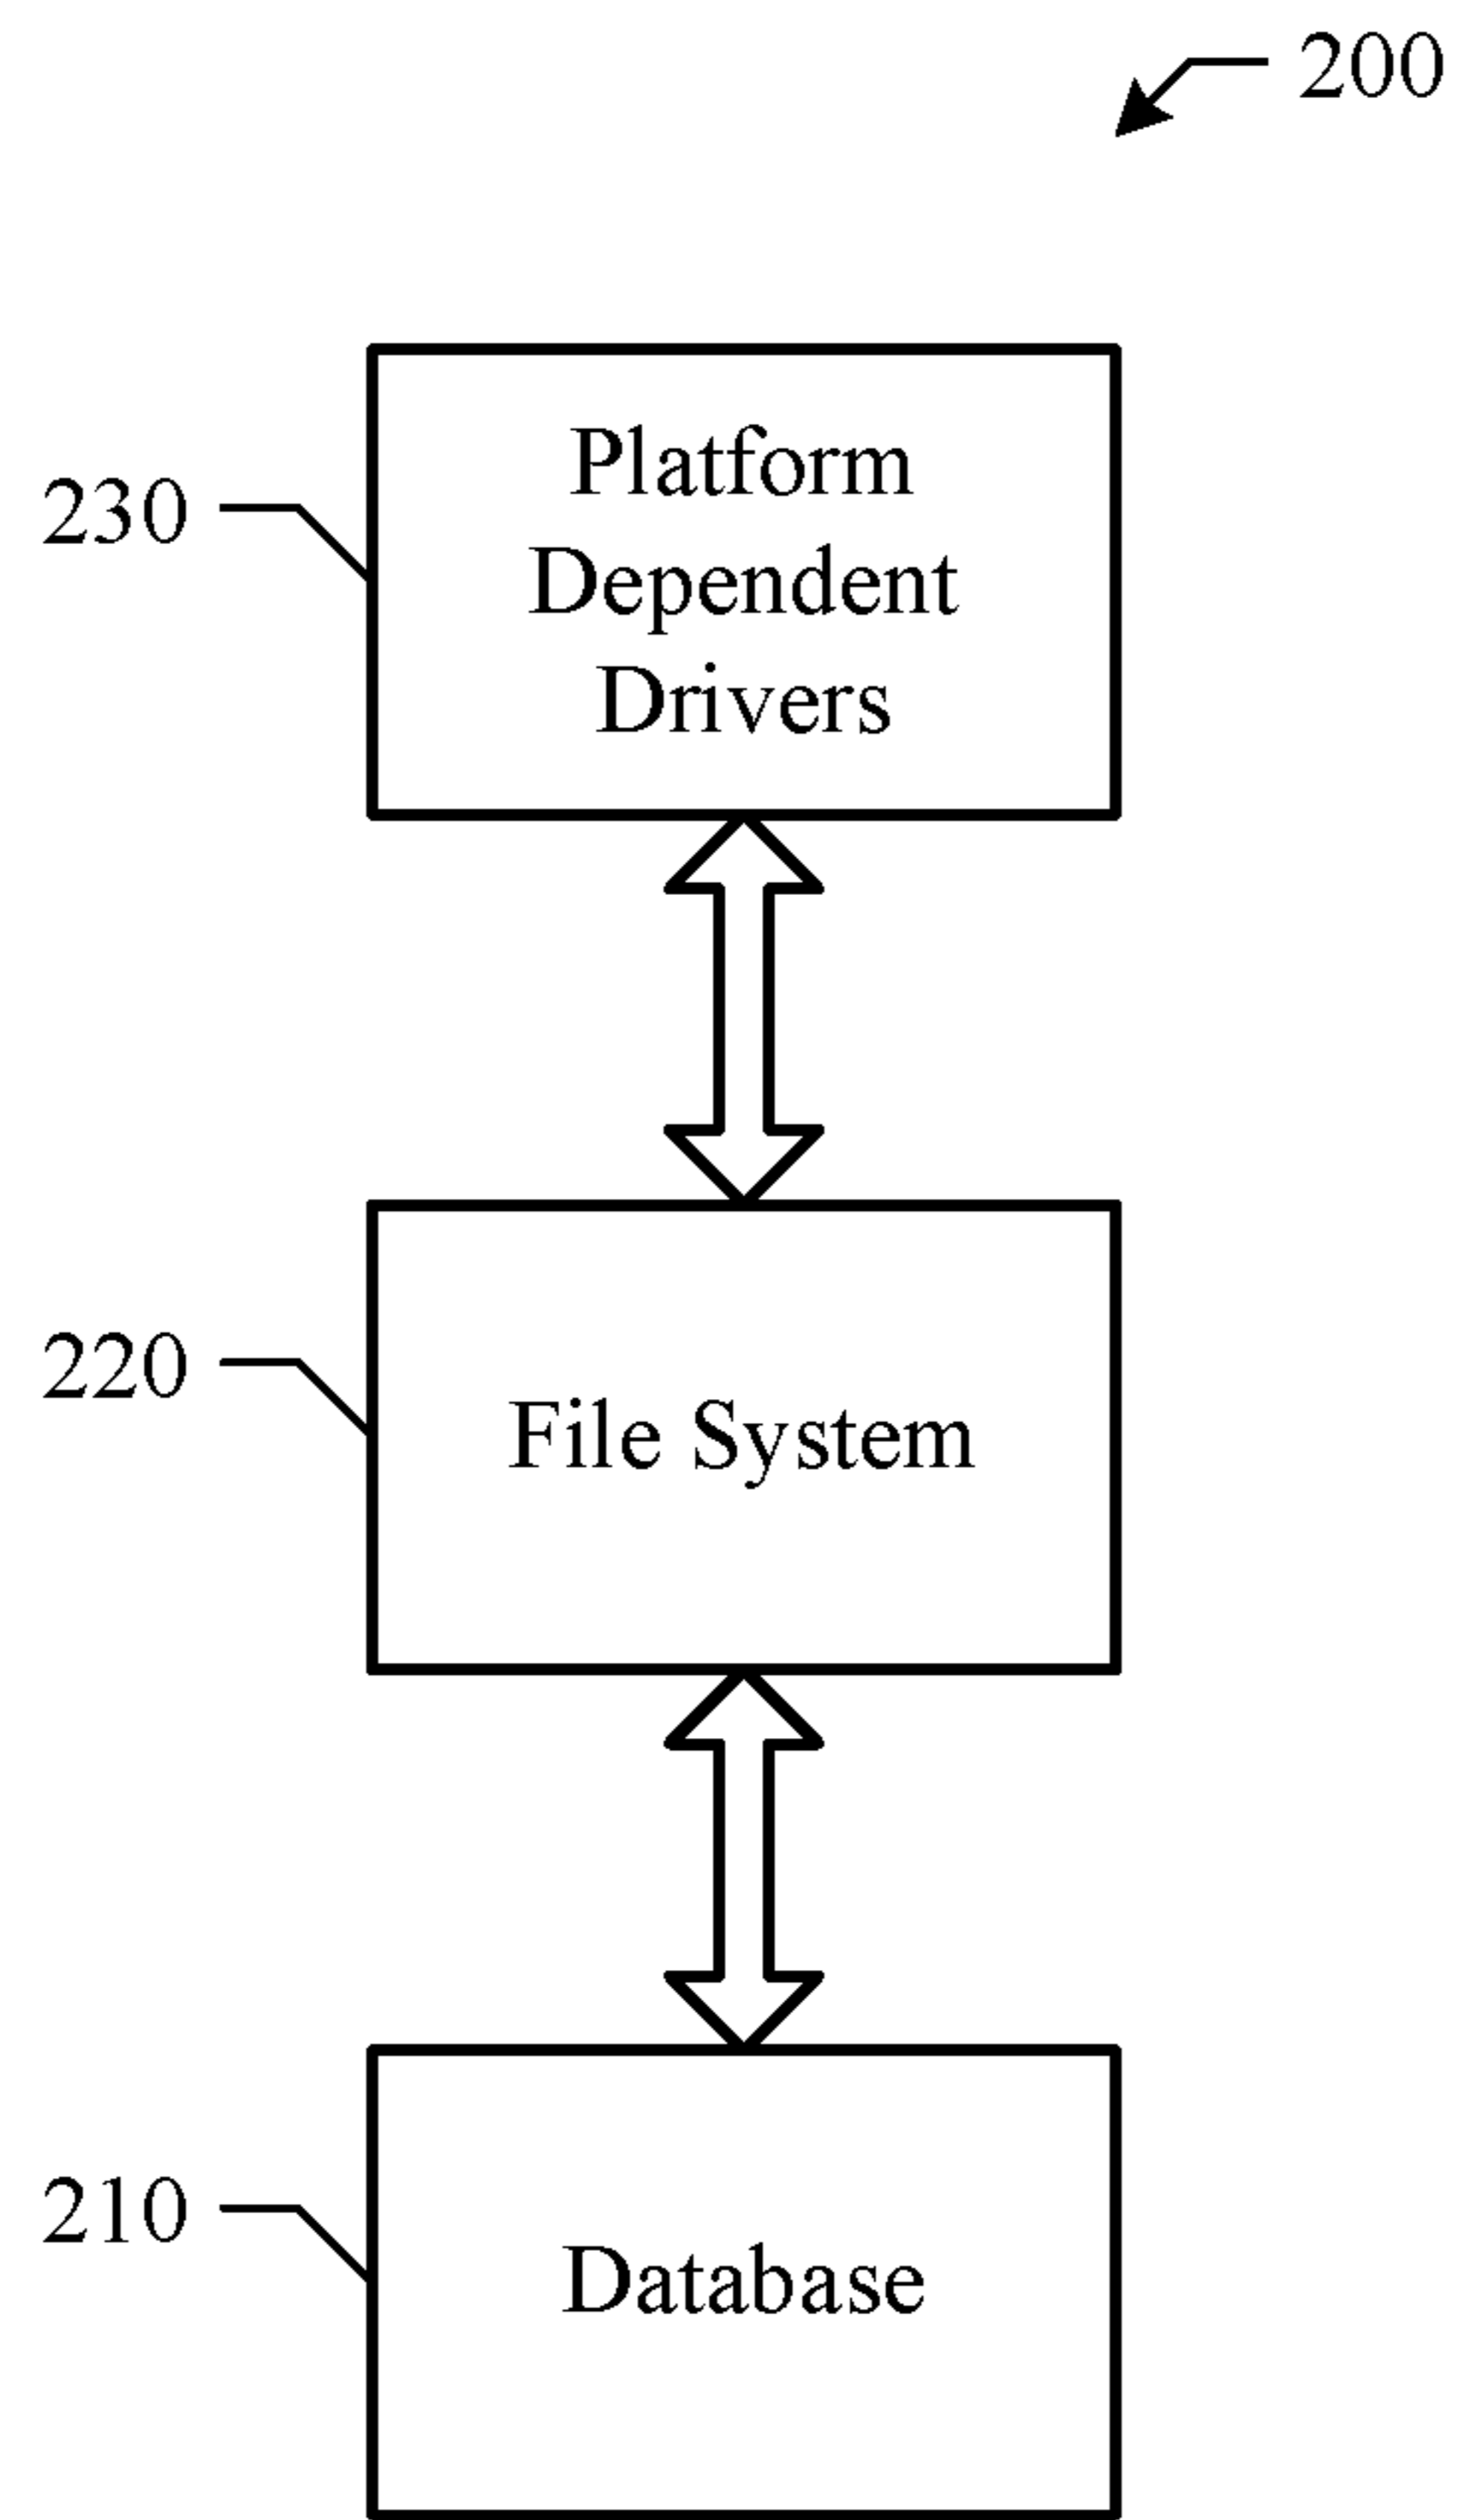 200
230
Platform
Dependent
Drivers
220
File System
210
Database